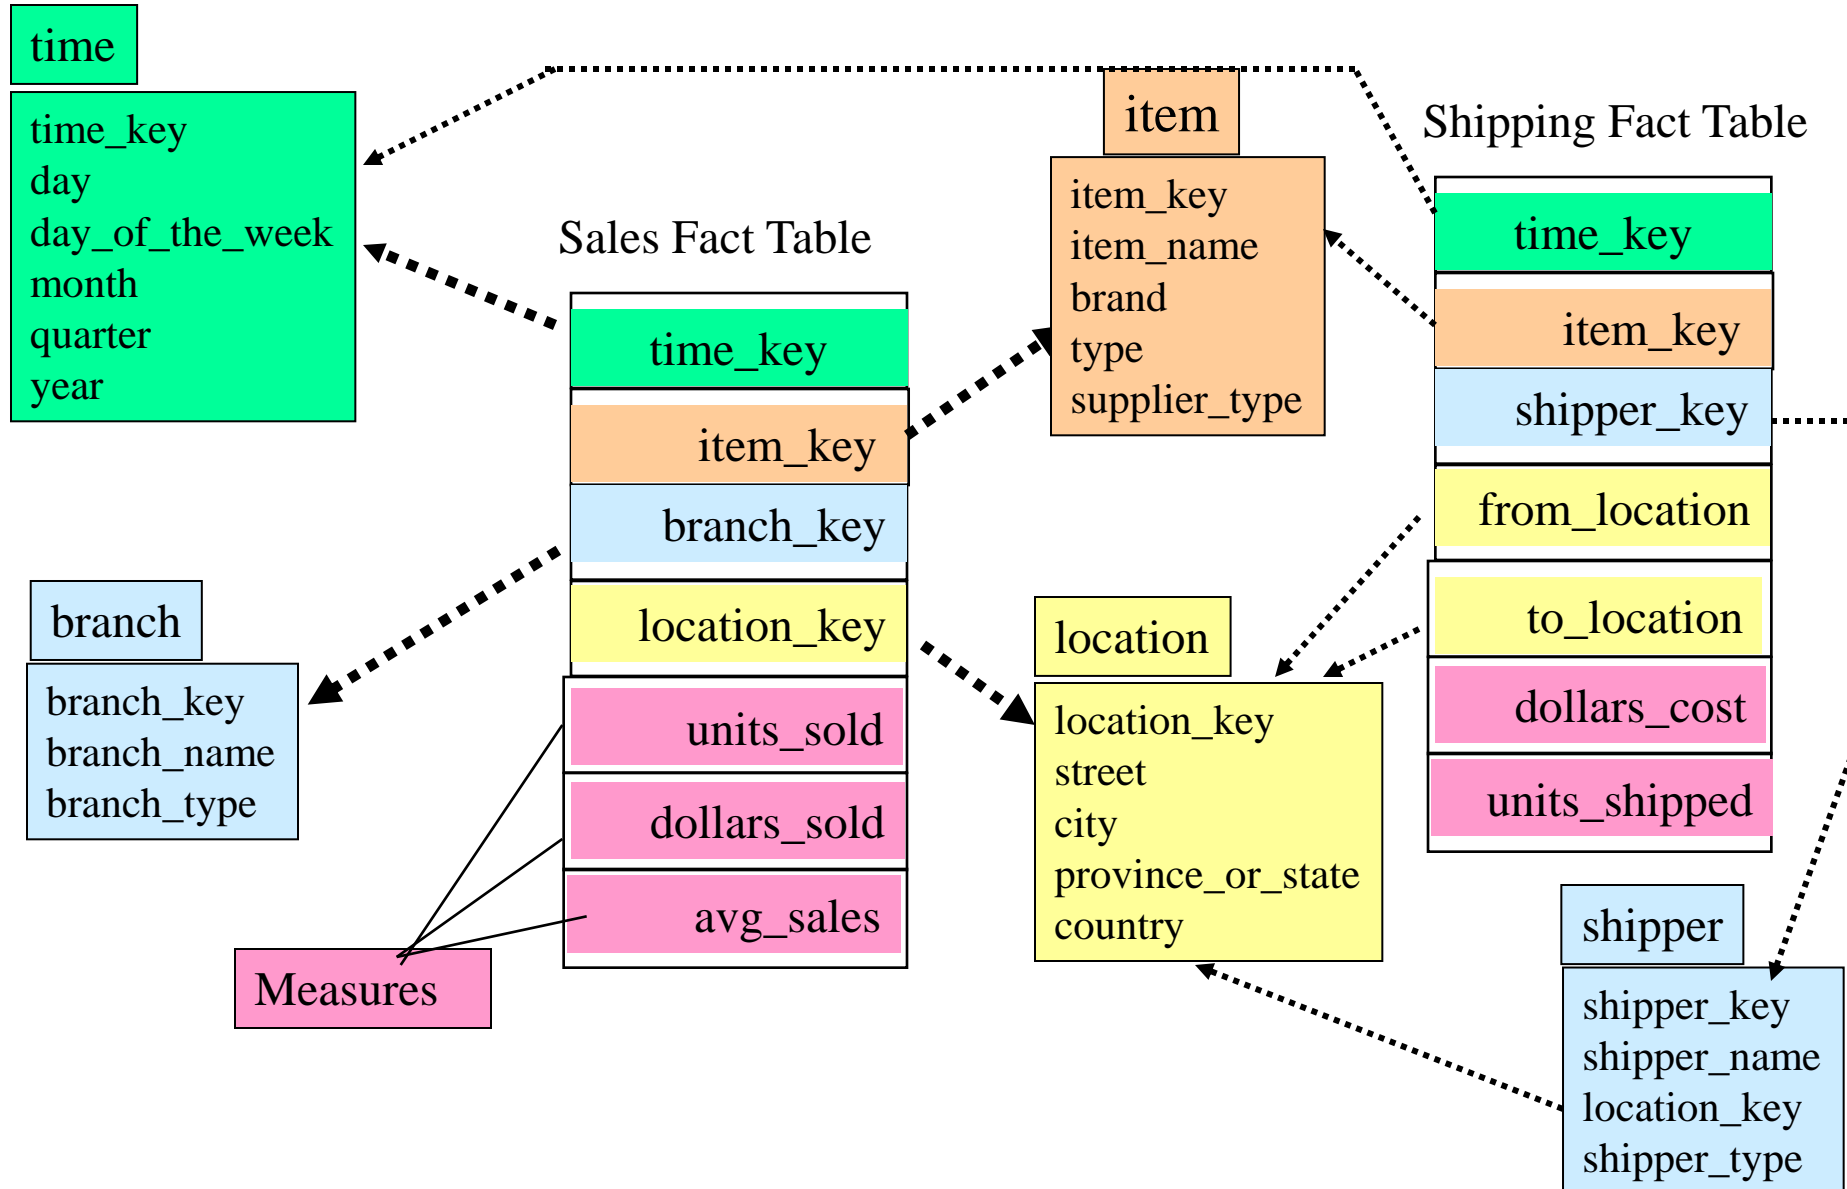 time
time_key
day
day_of_the_week
month
quarter
year
Sales Fact Table
time_key
item_key
branch_key
location_key
units_sold
dollars_sold
avg_sales
branch
branch_key
branch_name
branch_type
Measures
item
item_key
item_name
brand
type
supplier_type
location
location_key
street
city
province_or_state
country
Shipping Fact Table
time_key
item_key
shipper_key
from_location
to_location
dollars_cost
units_shipped
shipper
shipper_key
shipper_name
location_key
shipper_type